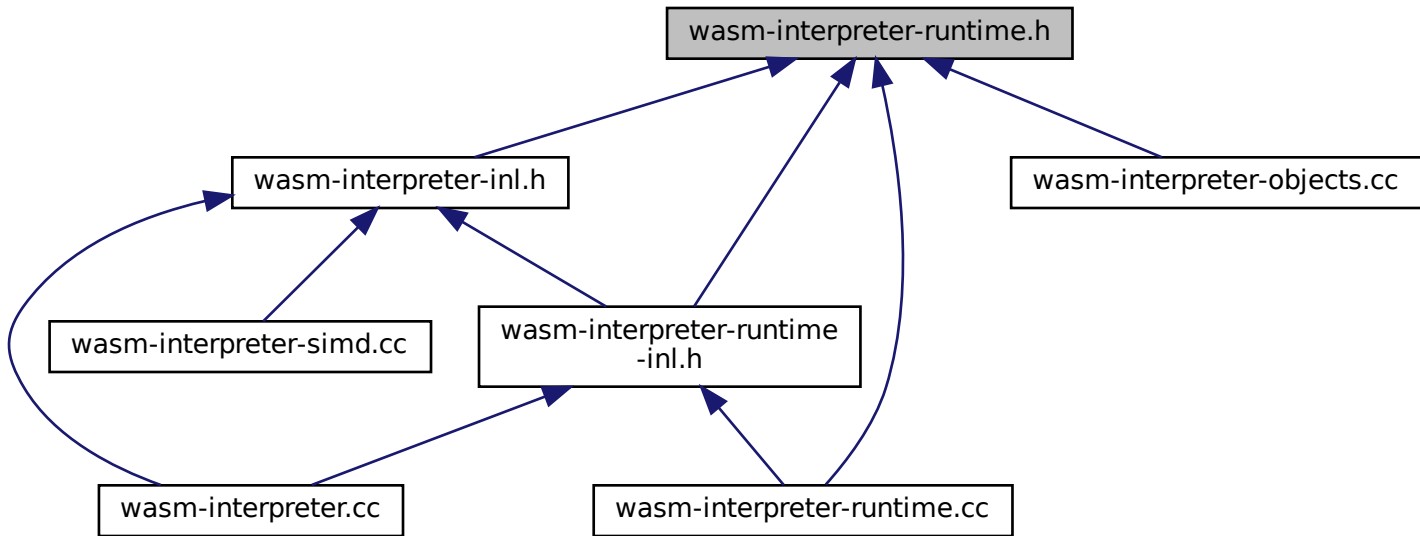 wasm-interpreter-runtime.h
wasm-interpreter-inl.h
wasm-interpreter-objects.cc
wasm-interpreter-simd.cc
wasm-interpreter-runtime
-inl.h
wasm-interpreter.cc
wasm-interpreter-runtime.cc